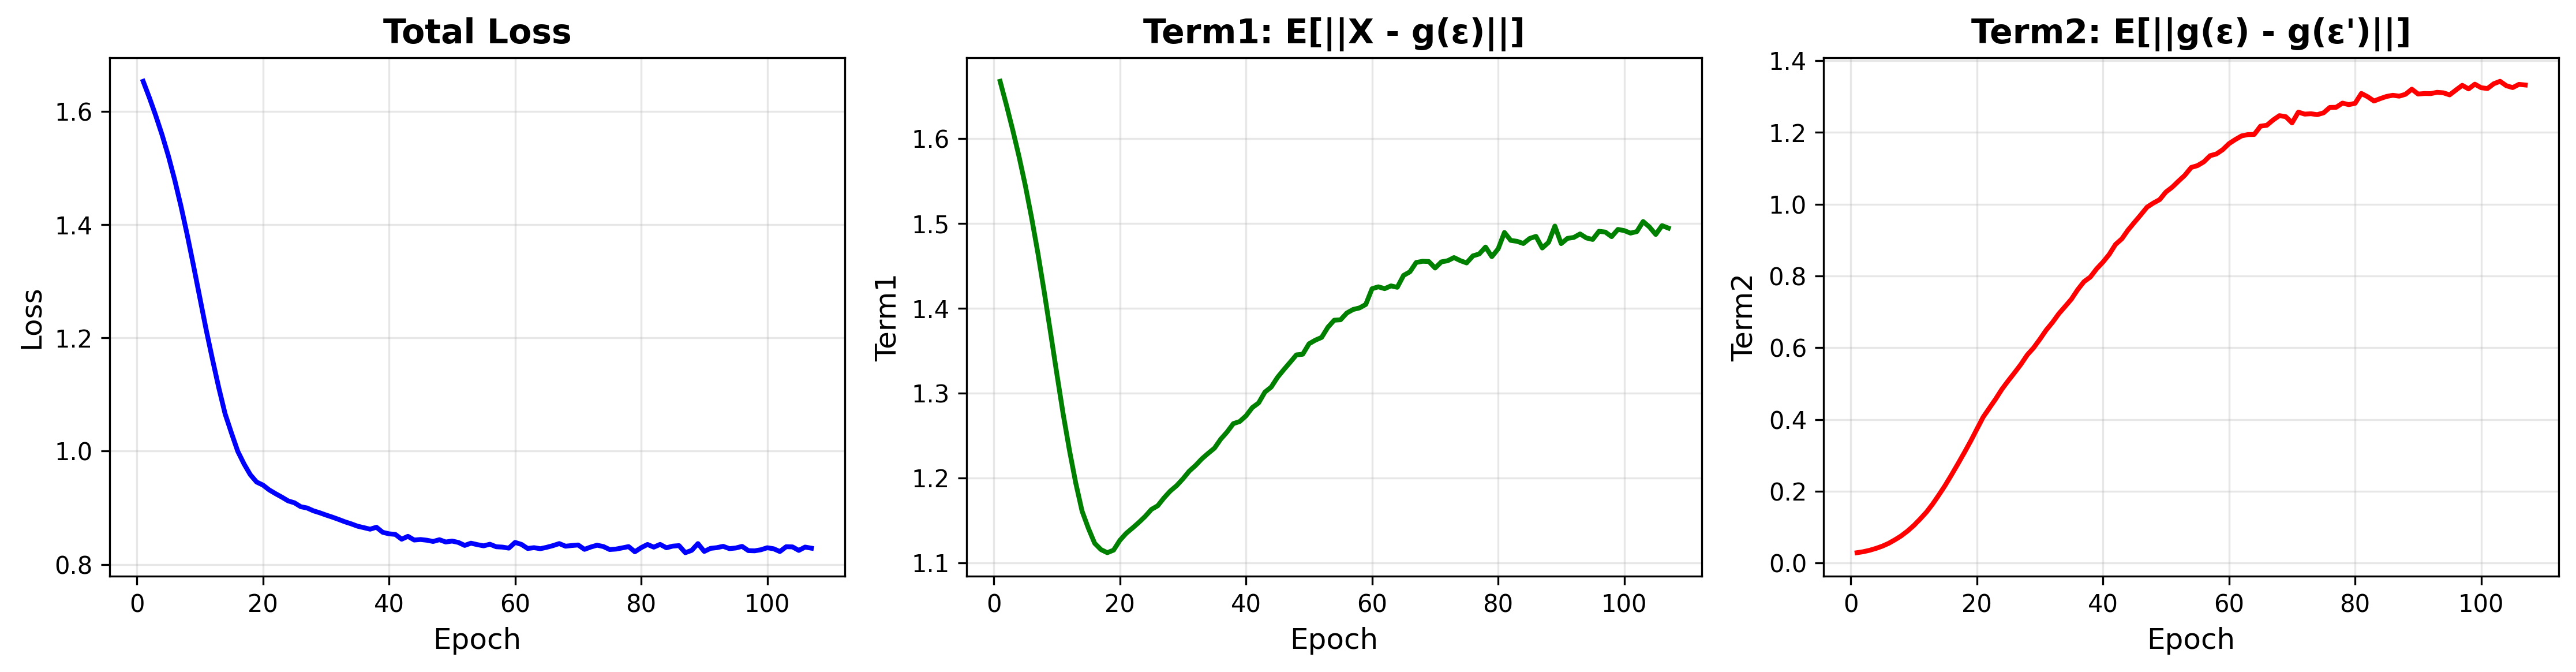 Total Loss
Loss
1.6
1.4
1.2
1.0
0.8
0 20 40 60 80 100
Epoch
Term1: E[||X - g(ε)||]
Term1
1.6
1.5
1.4
1.3
1.2
1.1
0 20 40 60 80 100
Epoch
Term2: E[||g(ε) - g(ε')||]
Term2
1.4
1.2
1.0
0.8
0.6
0.4
0.2
0.0
0 20 40 60 80 100
Epoch